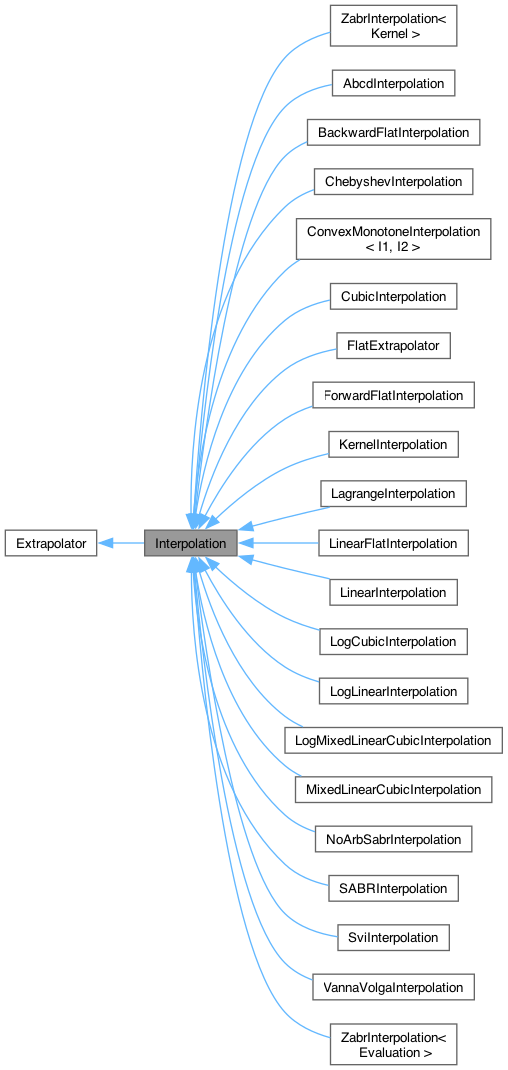 ZabrInterpolation<
Kernel >
AbcdInterpolation
BackwardFlatInterpolation
ChebyshevInterpolation
ConvexMonotoneInterpolation
< I1, I2 >
CubicInterpolation
FlatExtrapolator
ForwardFlatInterpolation
KernelInterpolation
LagrangeInterpolation
Extrapolator
Interpolation
LinearFlatInterpolation
LinearInterpolation
LogCubicInterpolation
LogLinearInterpolation
LogMixedLinearCubicInterpolation
MixedLinearCubicInterpolation
NoArbSabrInterpolation
SABRInterpolation
SviInterpolation
VannaVolgaInterpolation
ZabrInterpolation<
Evaluation >